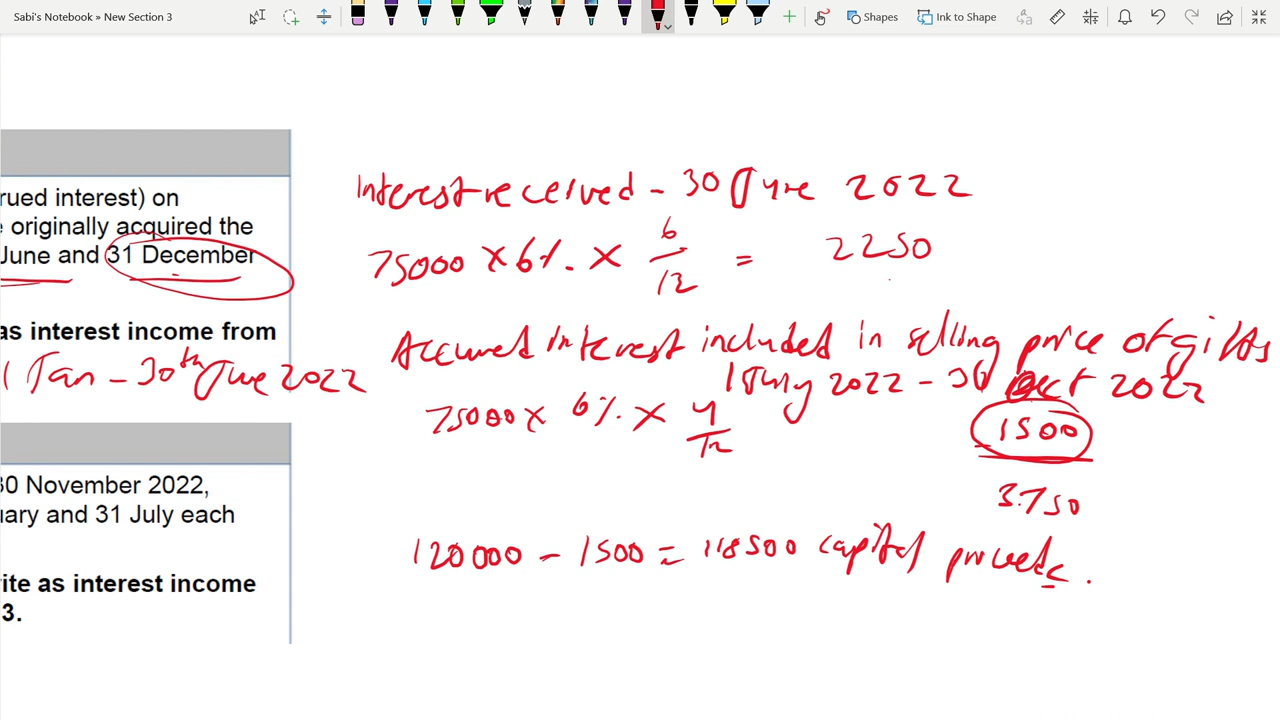 Sabi's Notebook » New Section 3
Shapes
Ink to Shape
rued interest) on
e originally acquired the
June and 31 December
as interest income from
1 Jan - 30th June 2022
30 November 2022,
uary and 31 July each
rite as interest income
3.
Interest received - 30 June 2022
75000 × 6% × 6/12 = 2250
Accrued interest included in selling price of gilts
1 July 2022 - 30 Oct 2022
75000 × 6% × 4/12
1500
3750
120000 - 1500 = 118500 capital